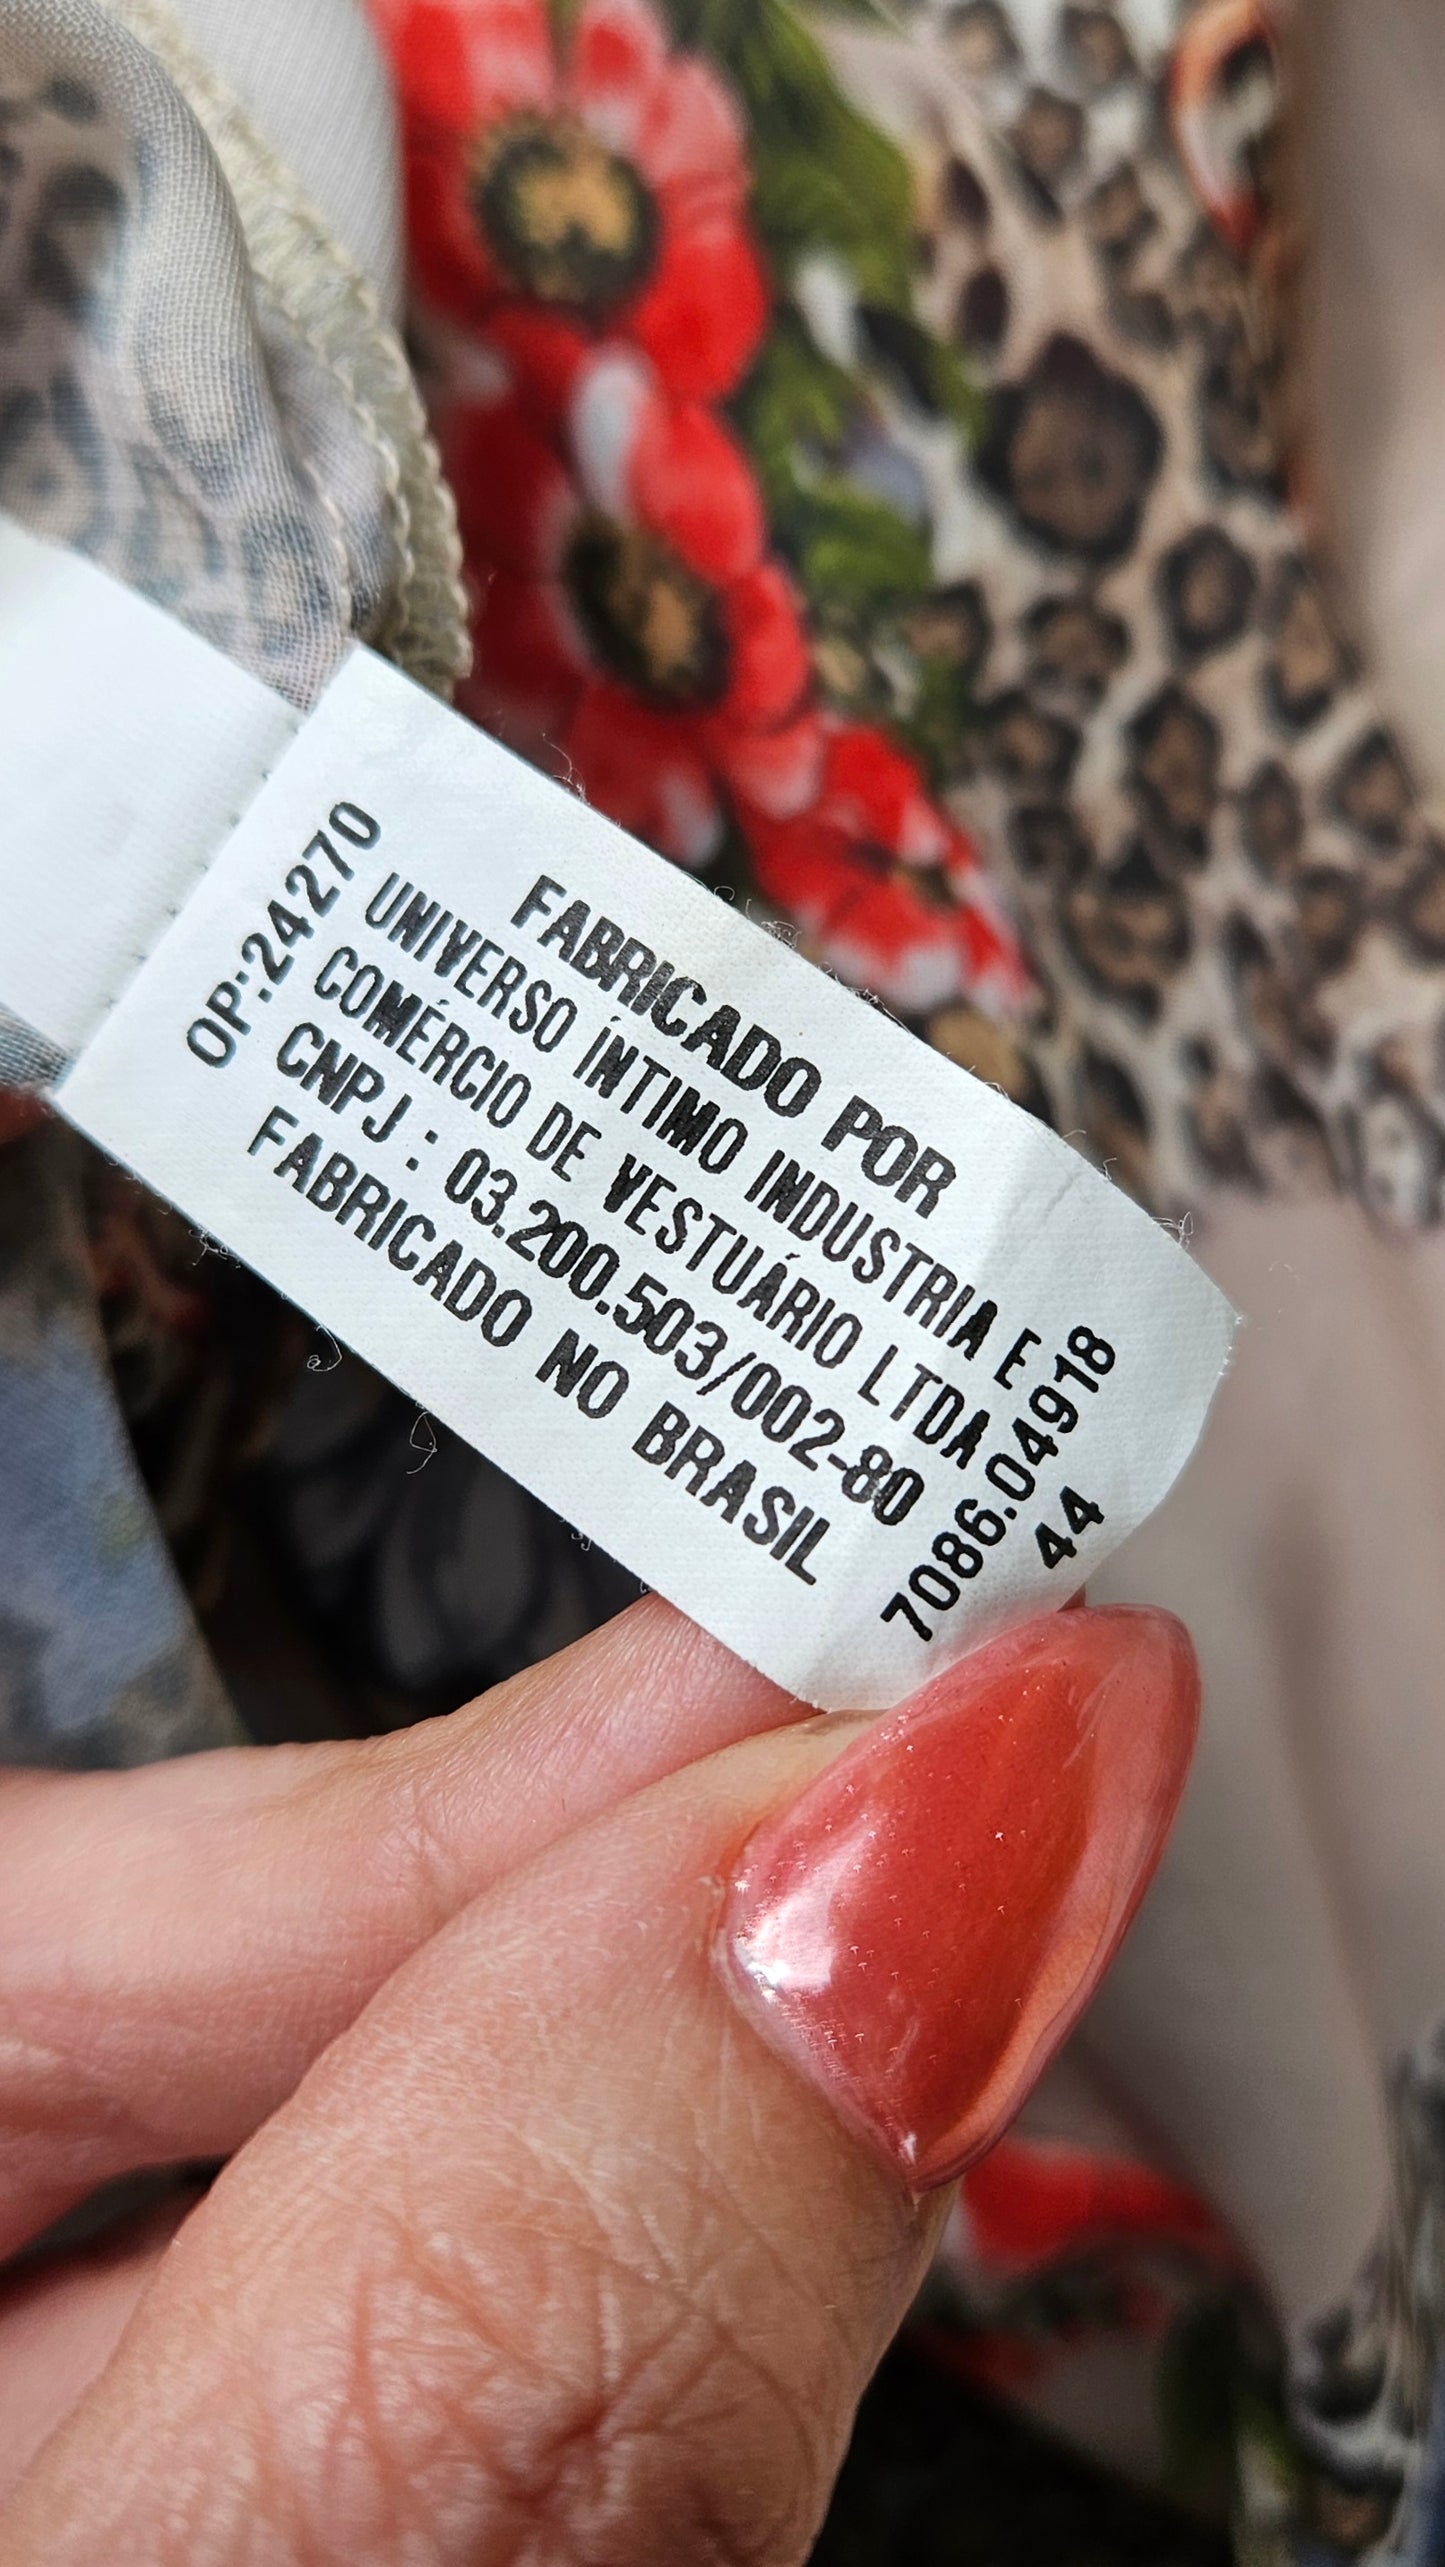 OP:24270
FABRICADO POR
UNIVERSO ÍNTIMO INDUSTRIA E
COMÉRCIO DE VESTUÁRIO LTDA
CNPJ : 03.200.503/002-80
FABRICADO NO BRASIL
7086.04918
44